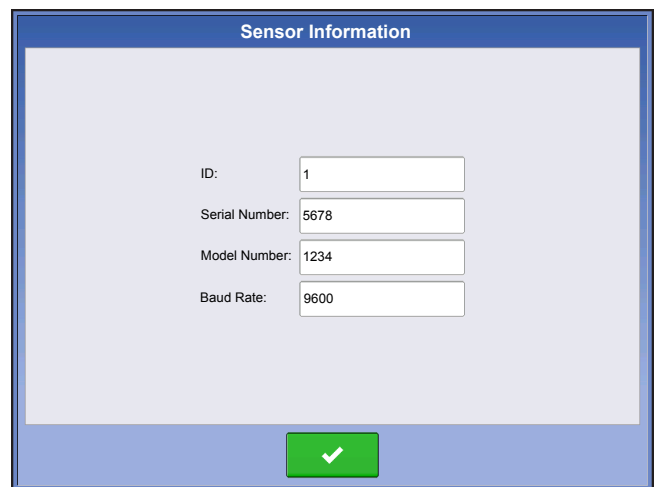 Sensor Information
ID: 1
Serial Number: 5678
Model Number: 1234
Baud Rate: 9600